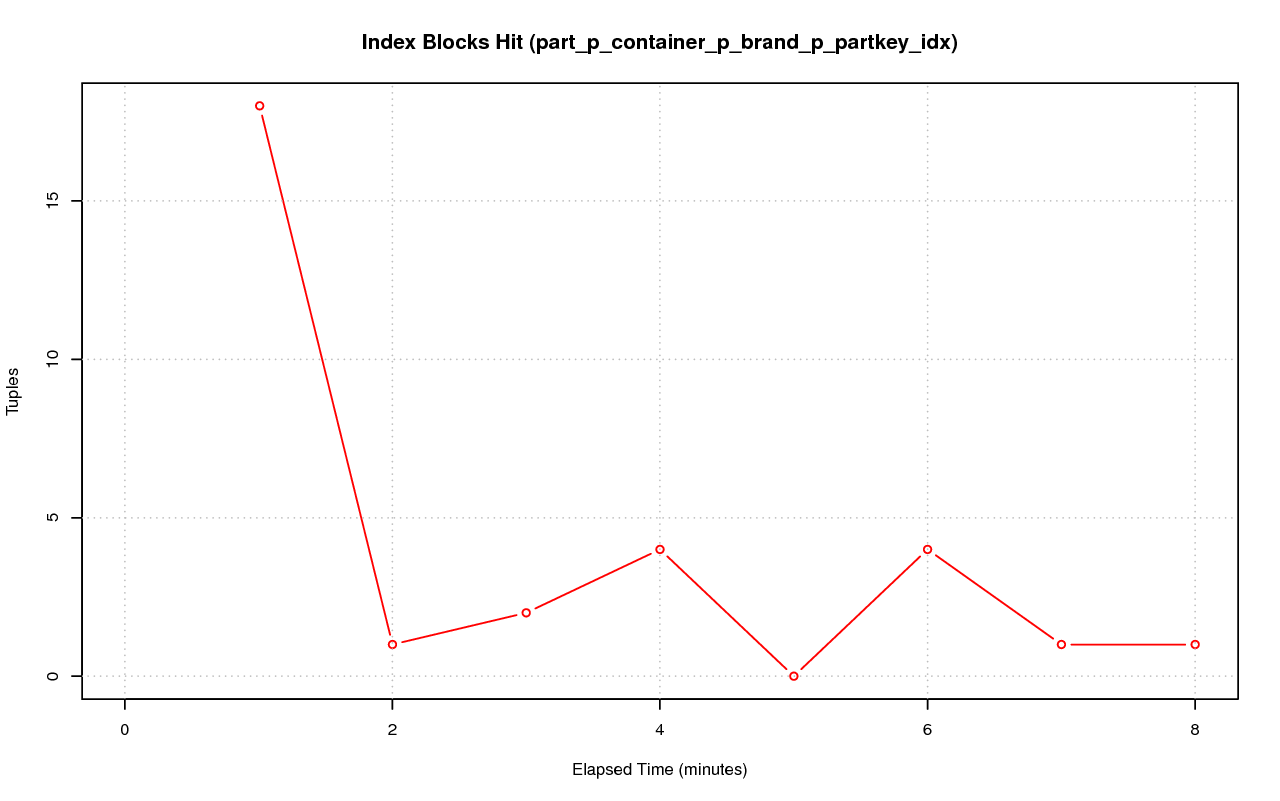 Index Blocks Hit (part_p_container_p_brand_p_partkey_idx)
Tuples
15
10
5
0
0 2 4 6 8
Elapsed Time (minutes)